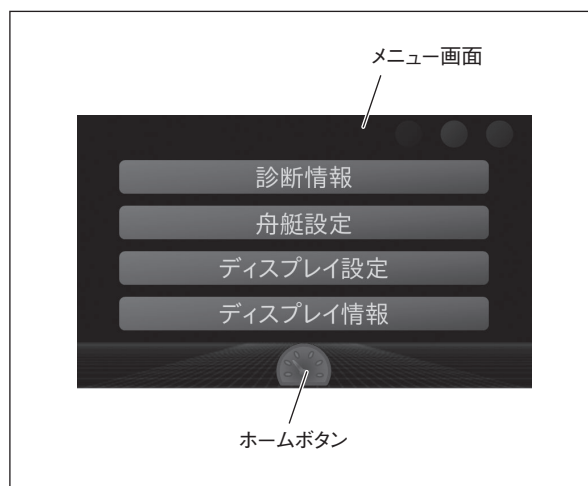 メニュー画面
診断情報
舟艇設定
ディスプレイ設定
ディスプレイ情報
ホームボタン